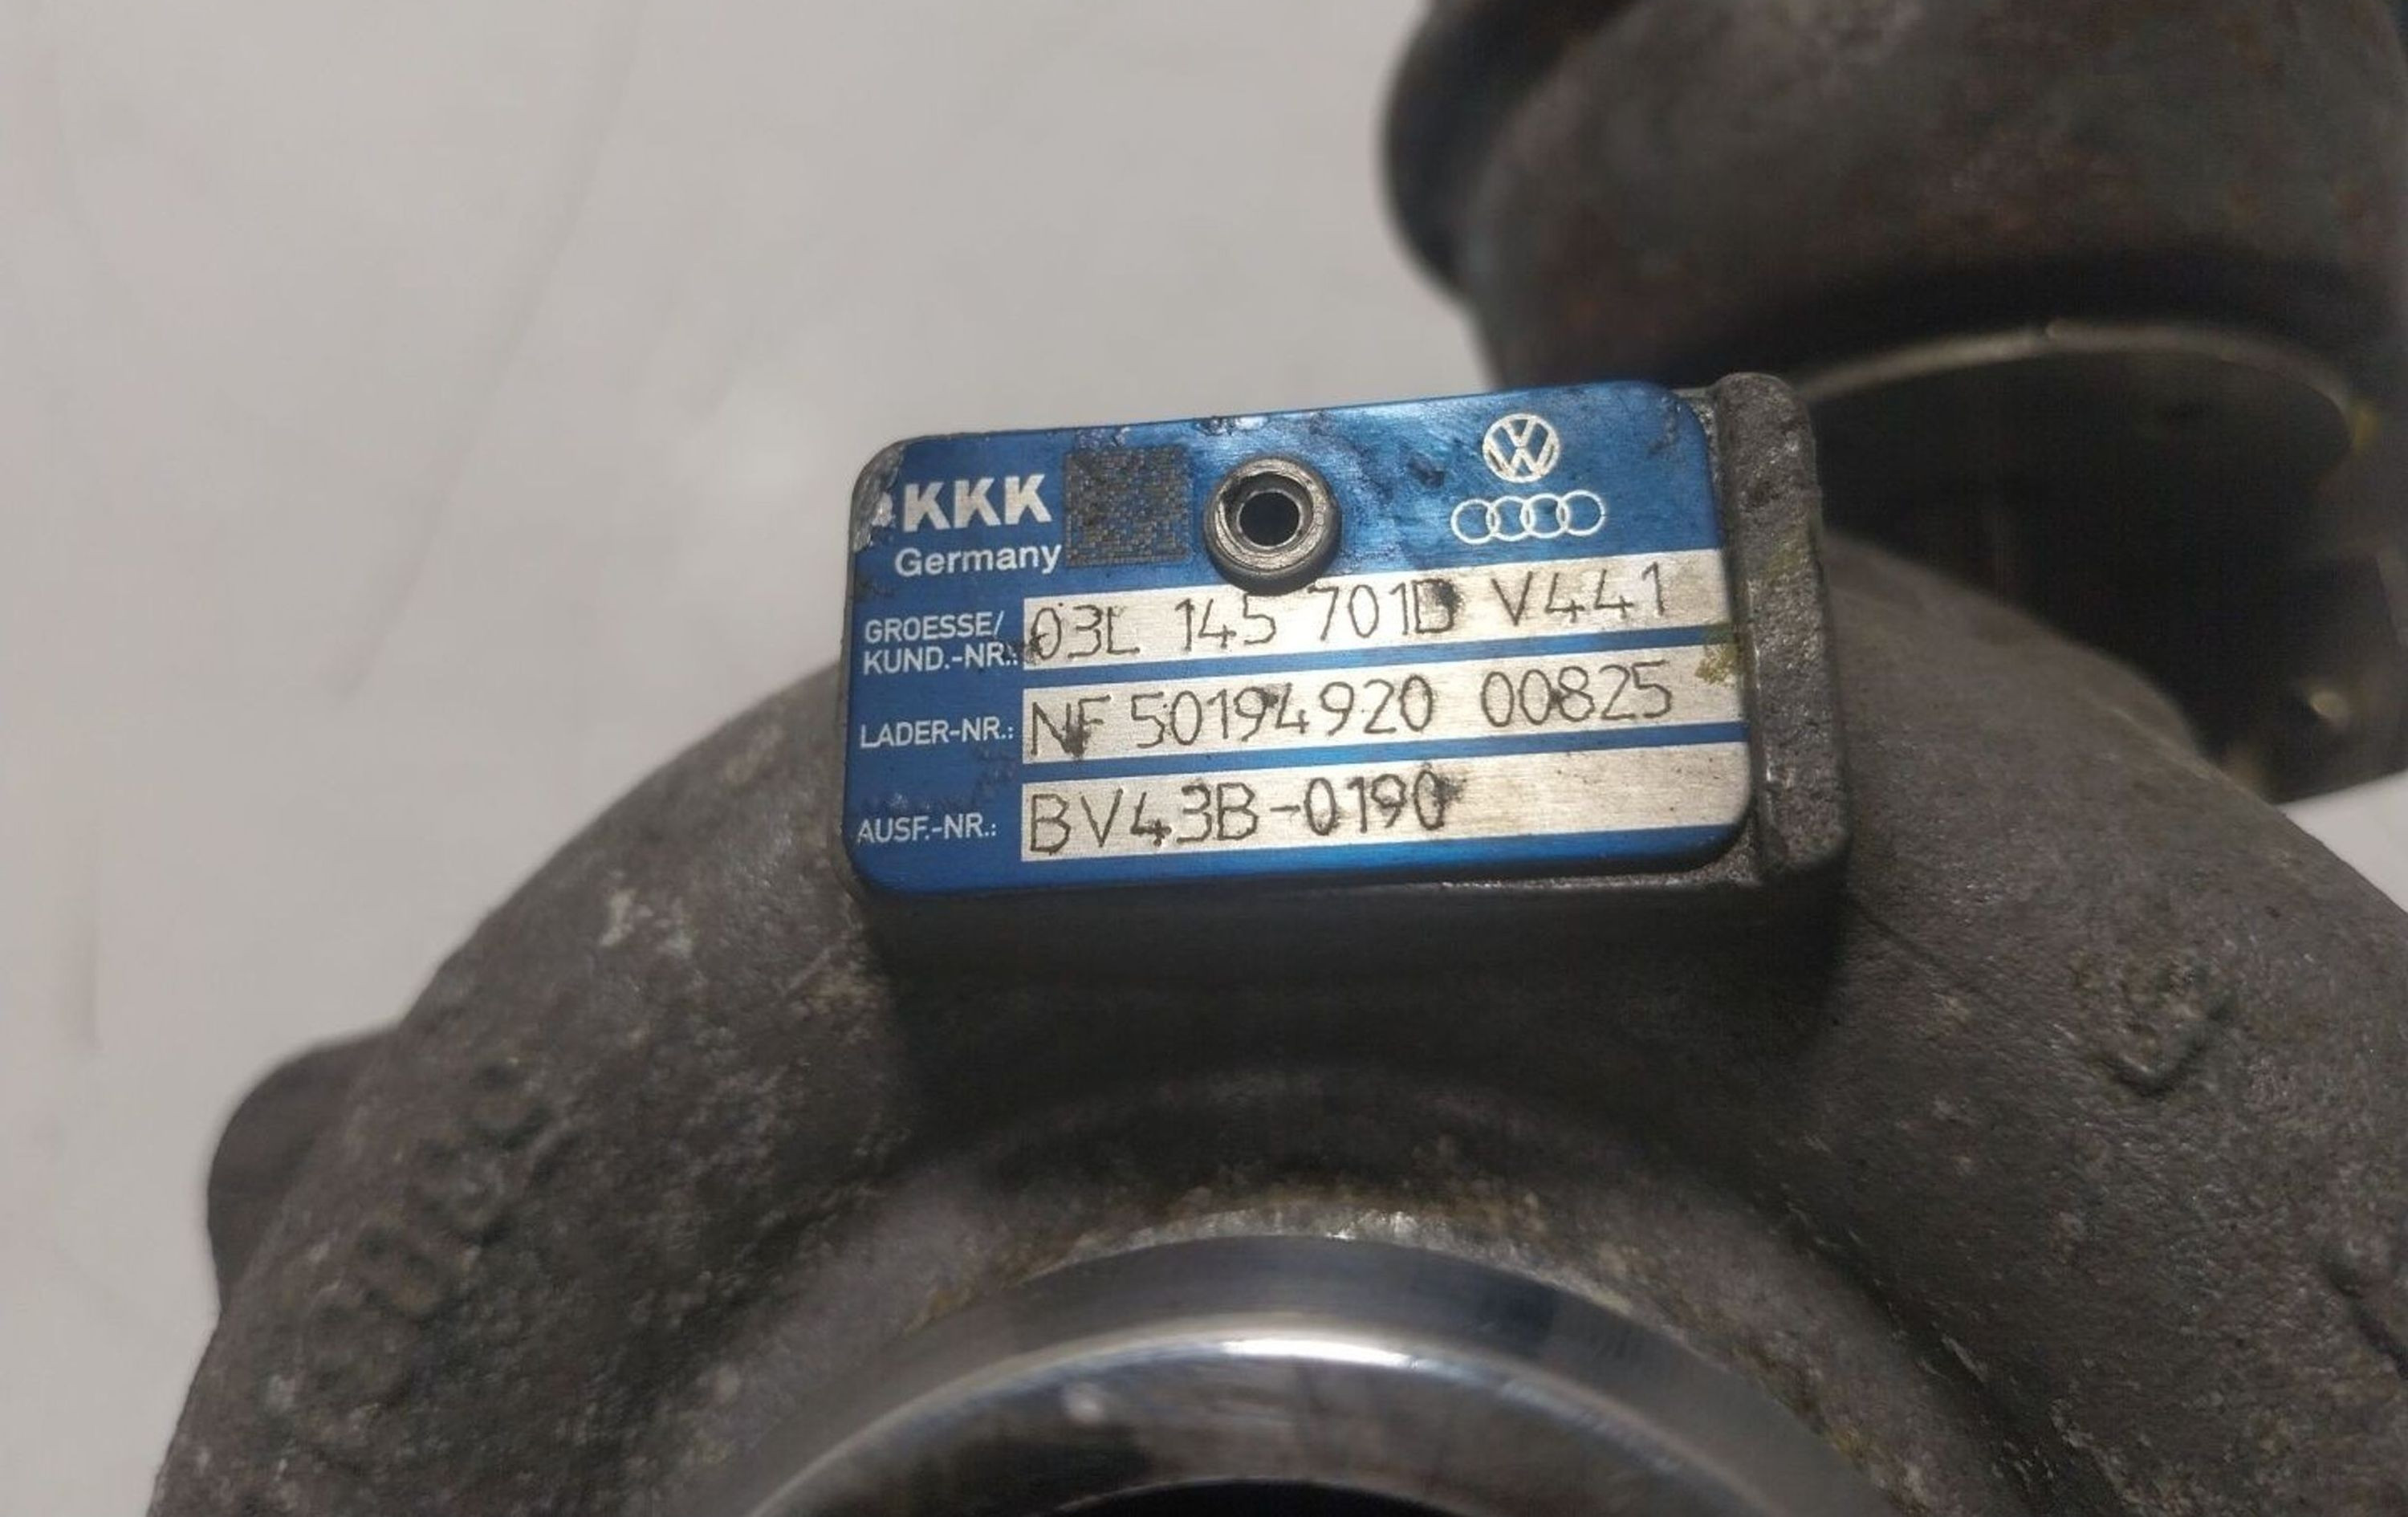 KKK
Germany
GROESSE/
KUND.-NR.: 03L 145 701D V441
LADER-NR.: NF 50194920 00825
AUSF.-NR.: BV43B-0190